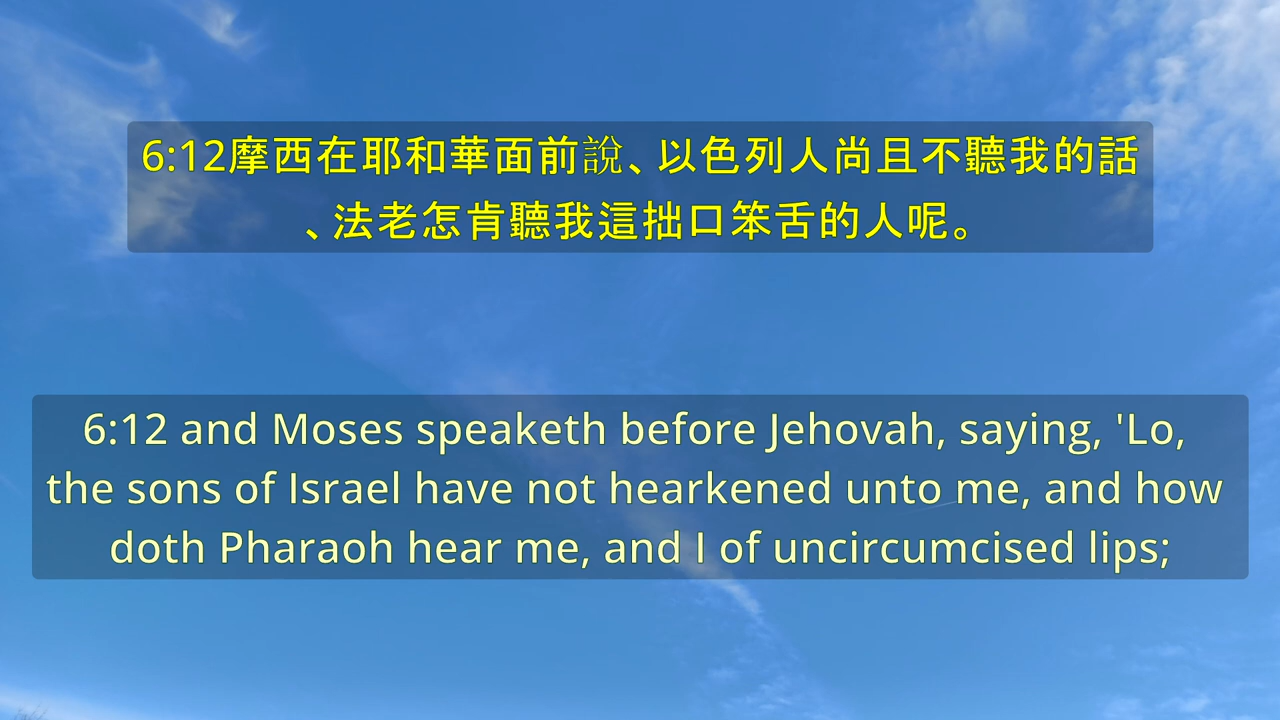 6:12摩西在耶和華面前說、以色列人尚且不聽我的話
、法老怎肯聽我這拙口笨舌的人呢。
6:12 and Moses speaketh before Jehovah, saying, 'Lo,
the sons of Israel have not hearkened unto me, and how
doth Pharaoh hear me, and I of uncircumcised lips;